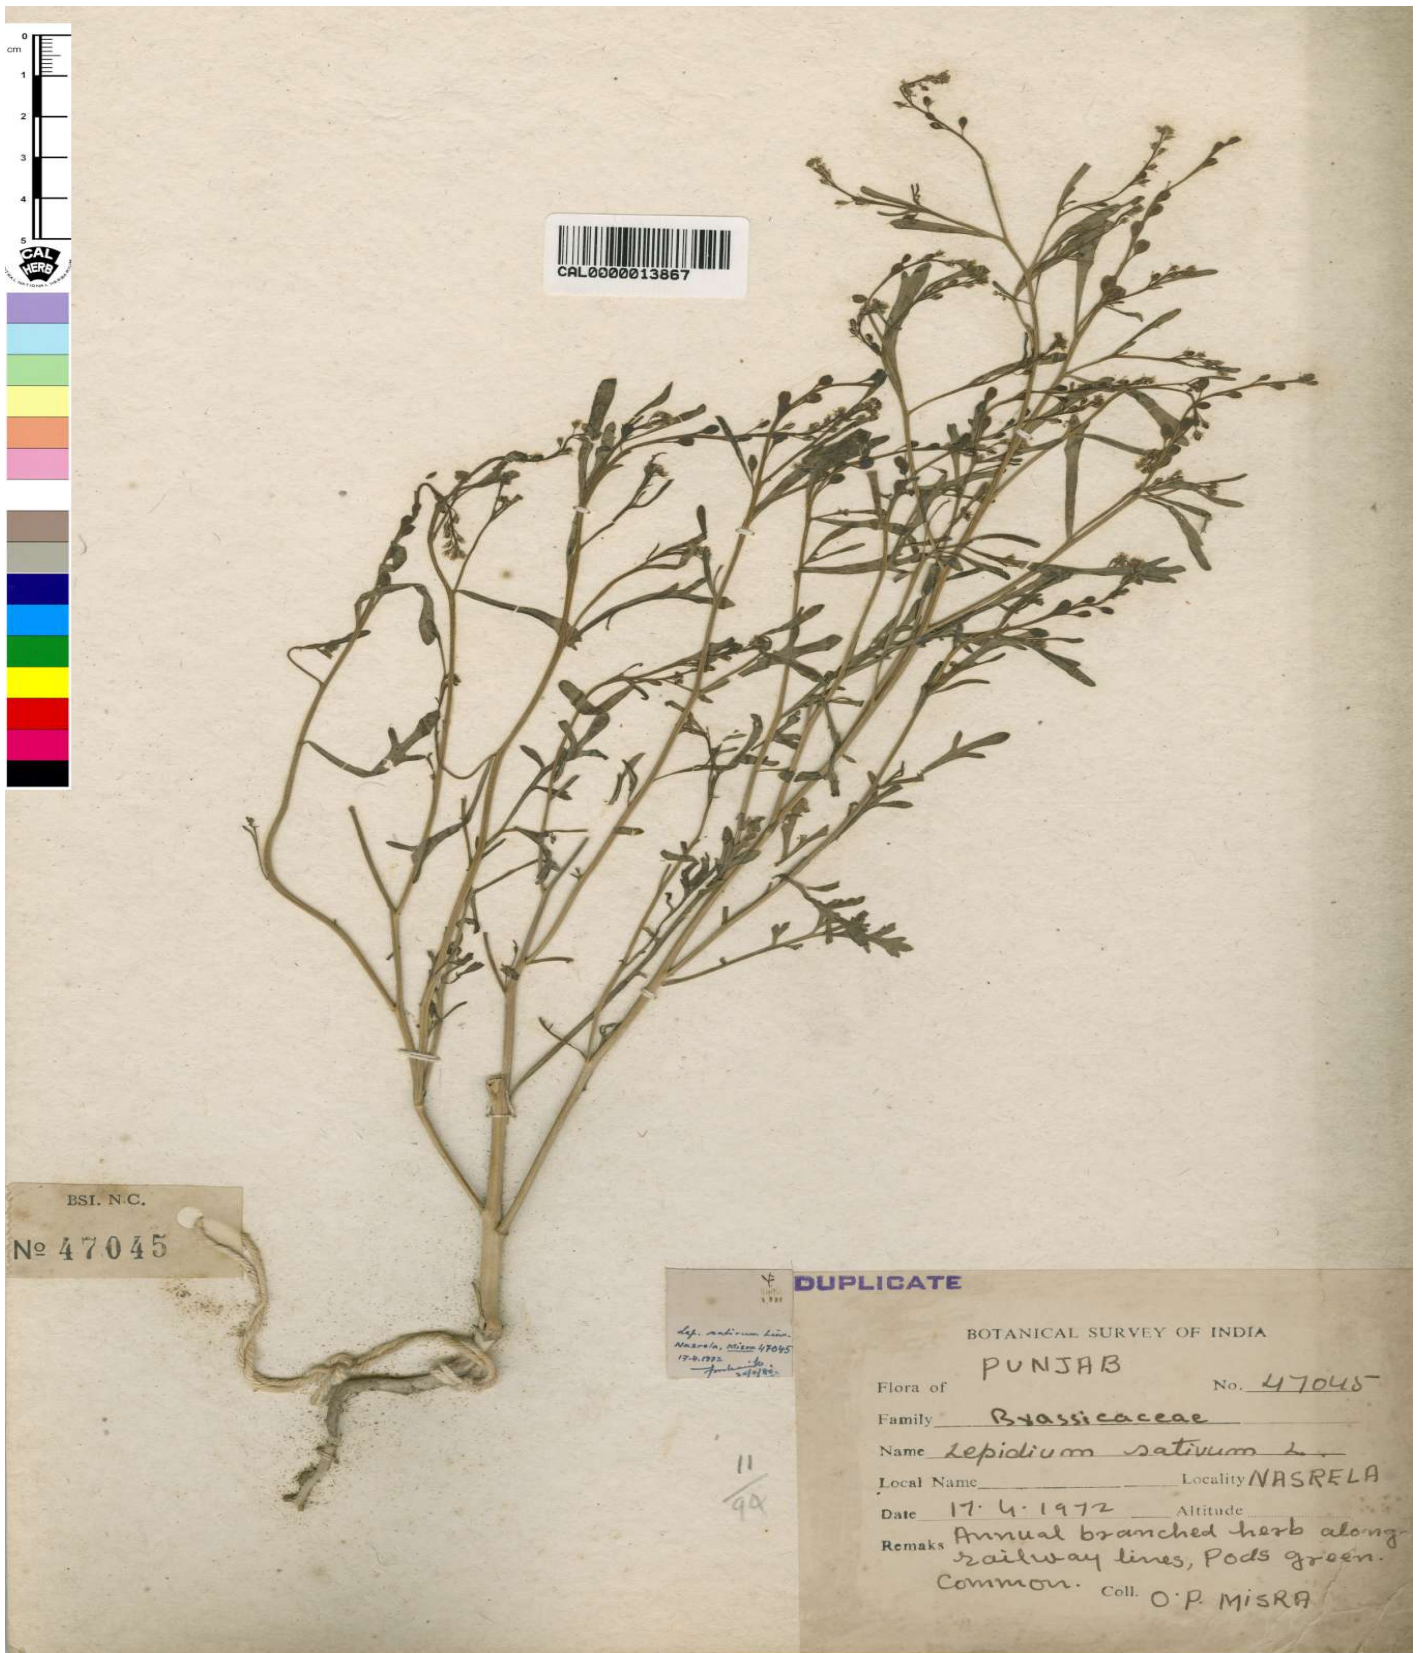 0
cm
1
2
3
4
5
CAL
HERB
CAL0000013867
BSI. N.C.
No 47045
Lep. sativum Linn.
Nasrela, Misra 47045
17.4.1972
11
DUPLICATE
BOTANICAL SURVEY OF INDIA
Flora of PUNJAB No. 47045
Family Brassicaceae
Name Lepidium sativum L.
Local Name Locality NASRELA
Date 17.4.1972 Altitude
Remaks Annual branched herb along
railway lines, Pods green.
Common. Coll. O.P. MISRA